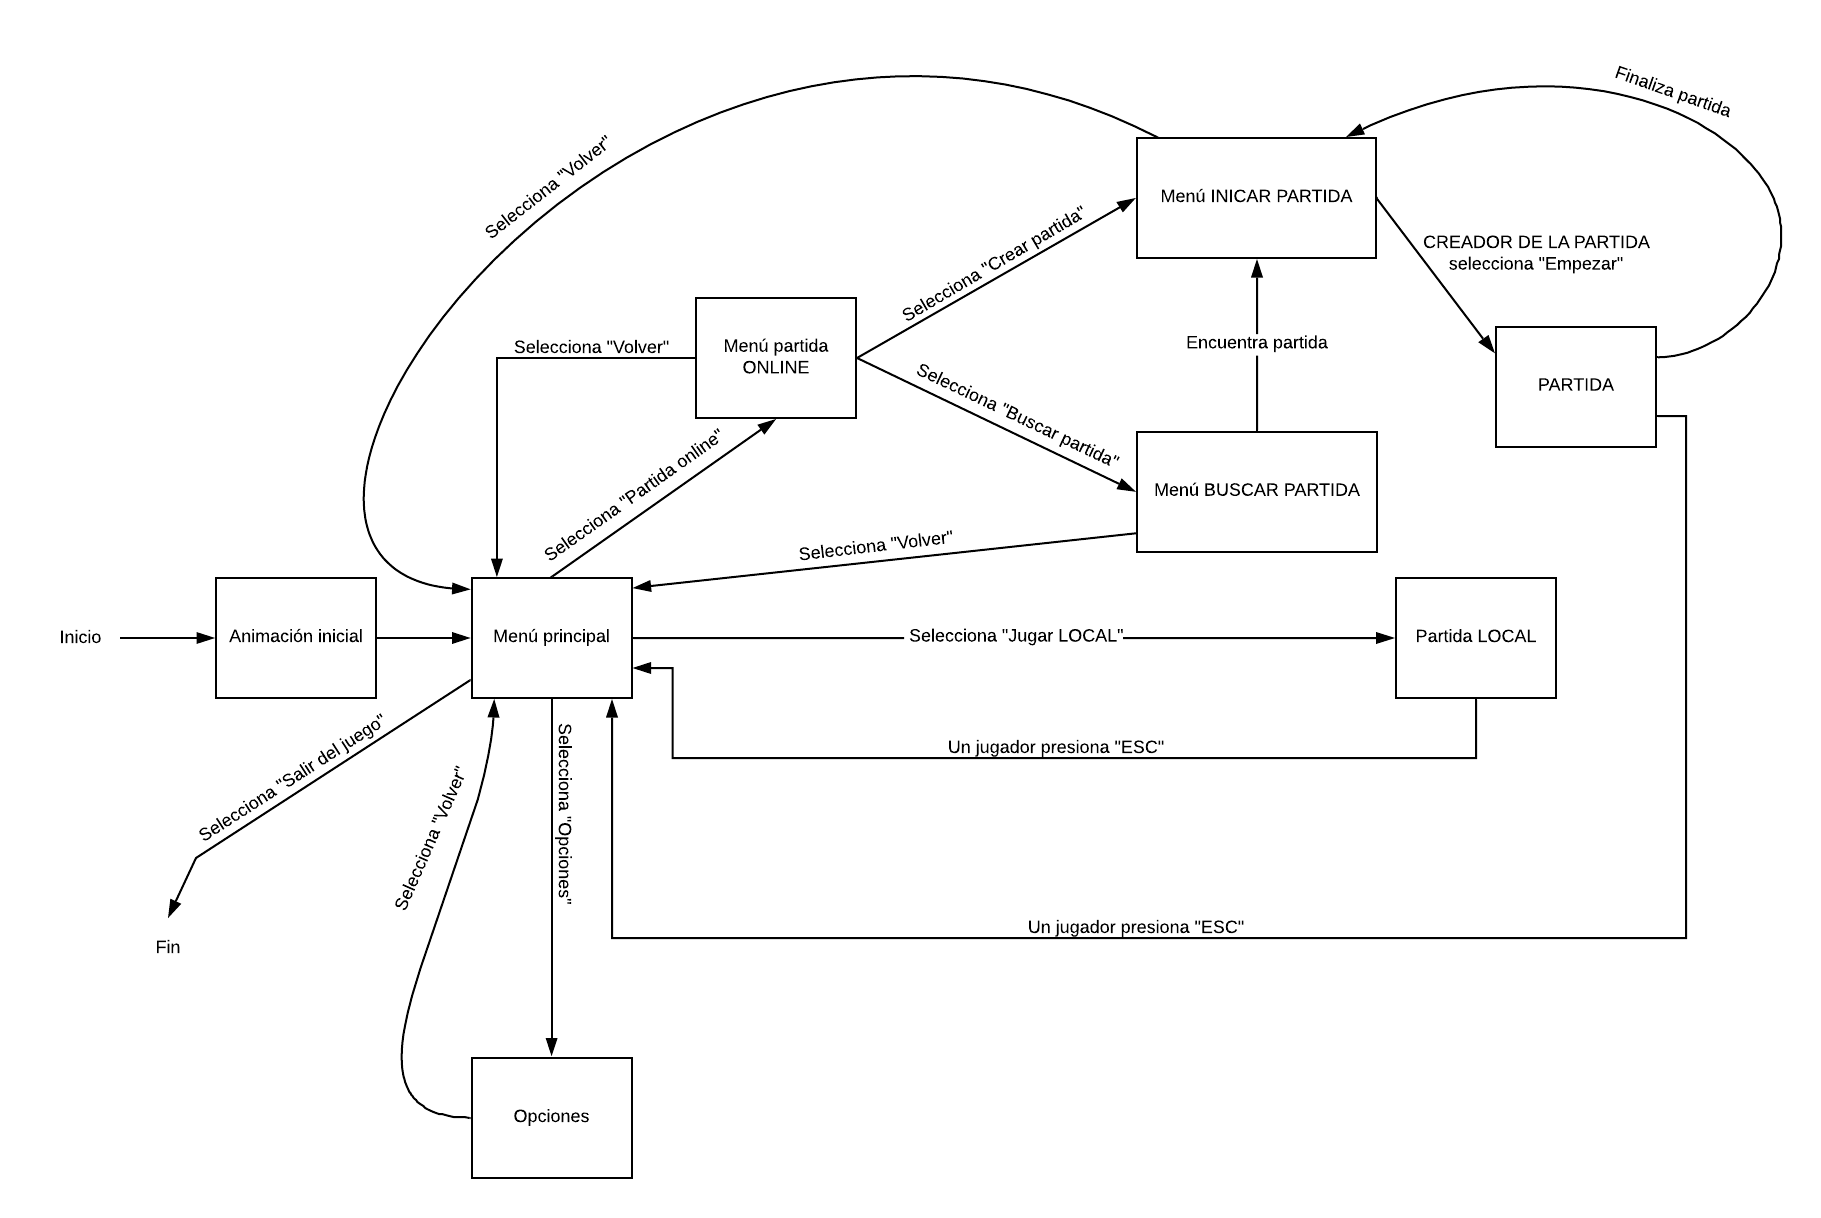 Finaliza partida
Selecciona "Volver"
Menú INICAR PARTIDA
Selecciona "Crear partida"
CREADOR DE LA PARTIDA
selecciona "Empezar"
Selecciona "Volver"
Menú partida
ONLINE
Encuentra partida
PARTIDA
Selecciona "Buscar partida"
Selecciona "Partida online"
Menú BUSCAR PARTIDA
Selecciona "Volver"
Inicio
Animación inicial
Menú principal
Selecciona "Jugar LOCAL"
Partida LOCAL
Selecciona "Salir del juego"
Selecciona "Volver"
Selecciona "Opciones"
Un jugador presiona "ESC"
Un jugador presiona "ESC"
Fin
Opciones